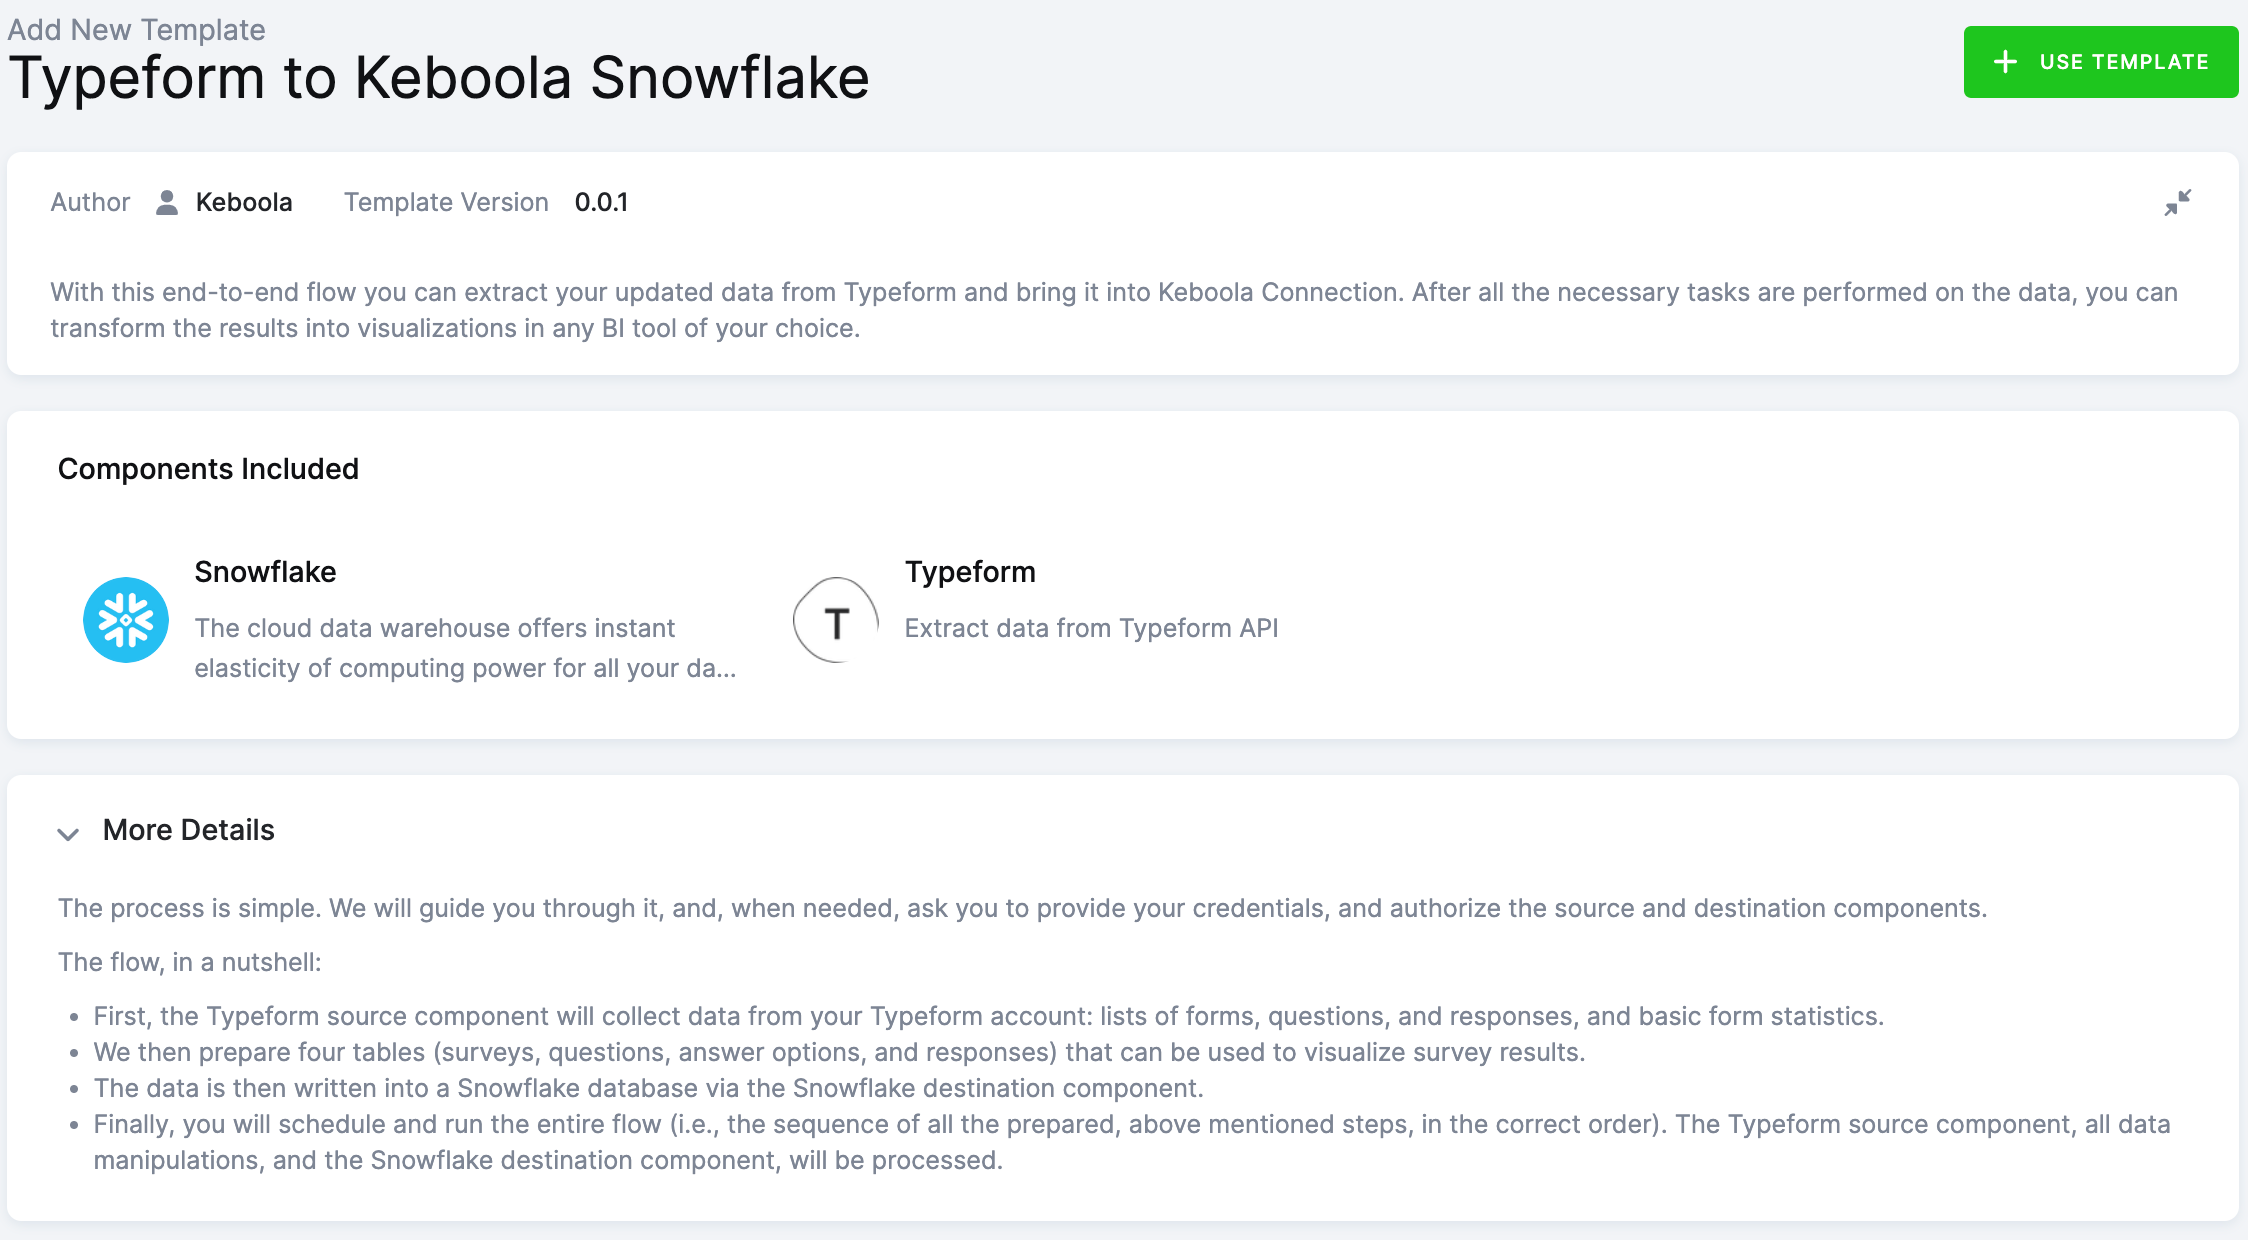 Add New Template
Typeform to Keboola Snowflake
+ USE TEMPLATE
Author Keboola Template Version 0.0.1
With this end-to-end flow you can extract your updated data from Typeform and bring it into Keboola Connection. After all the necessary tasks are performed on the data, you can
transform the results into visualizations in any BI tool of your choice.
Components Included
Snowflake
The cloud data warehouse offers instant
elasticity of computing power for all your da...
T
Typeform
Extract data from Typeform API
More Details
The process is simple. We will guide you through it, and, when needed, ask you to provide your credentials, and authorize the source and destination components.
The flow, in a nutshell:
• First, the Typeform source component will collect data from your Typeform account: lists of forms, questions, and responses, and basic form statistics.
• We then prepare four tables (surveys, questions, answer options, and responses) that can be used to visualize survey results.
• The data is then written into a Snowflake database via the Snowflake destination component.
• Finally, you will schedule and run the entire flow (i.e., the sequence of all the prepared, above mentioned steps, in the correct order). The Typeform source component, all data
manipulations, and the Snowflake destination component, will be processed.